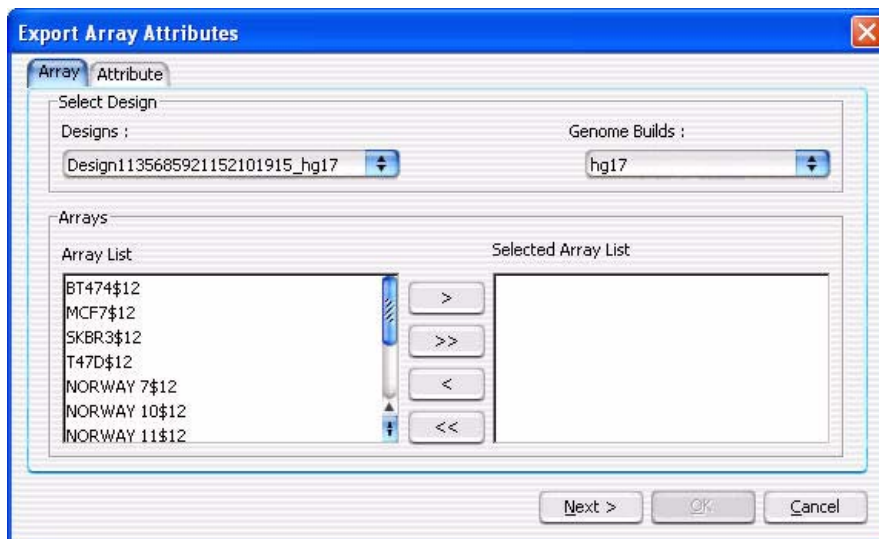 Export Array Attributes
Array Attribute
Select Design
Designs : Genome Builds :
Design1135685921152101915_hg17 hg17
Arrays
Array List Selected Array List
BT474$12
MCF7$12
SKBR3$12
T47D$12
NORWAY 7$12
NORWAY 10$12
NORWAY 11$12
>
>>
<
<<
Next > OK Cancel